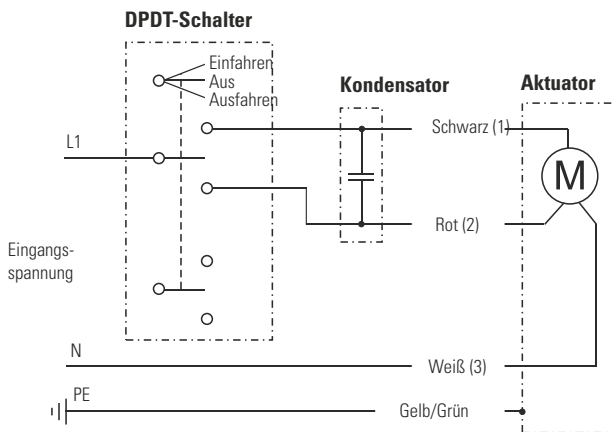 DPDT-Schalter
Einfahren
Aus
Ausfahren
Kondensator
Aktuator
Schwarz (1)
L1
M
Rot (2)
Eingangs-
spannung
N
Weiß (3)
PE
Gelb/Grün